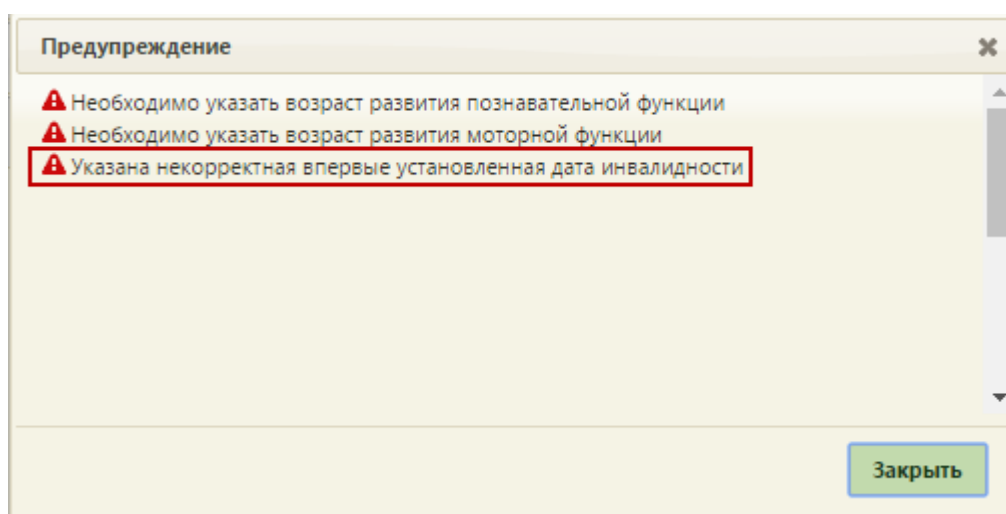 Предупреждение
Необходимо указать возраст развития познавательной функции
Необходимо указать возраст развития моторной функции
Указана некорректная впервые установленная дата инвалидности
Закрыть